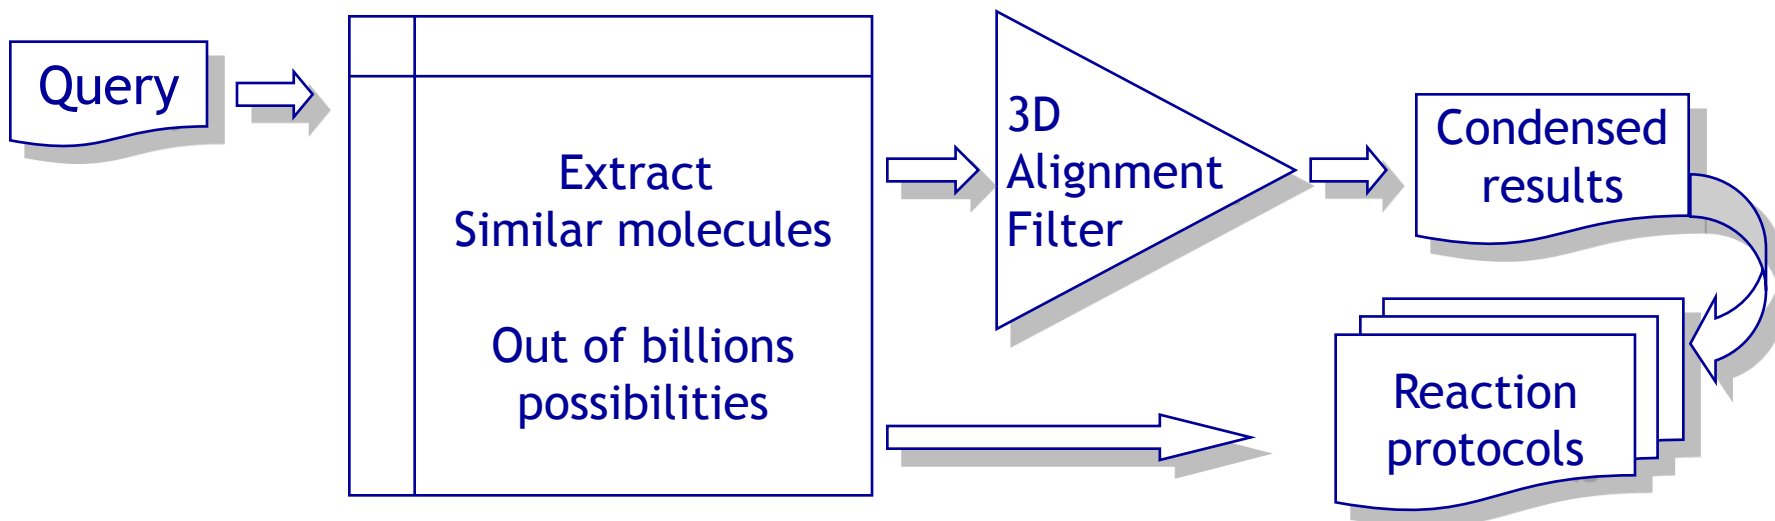 Query
Extract
Similar molecules
Out of billions
possibilities
3D
Alignment
Filter
Condensed
results
Reaction
protocols